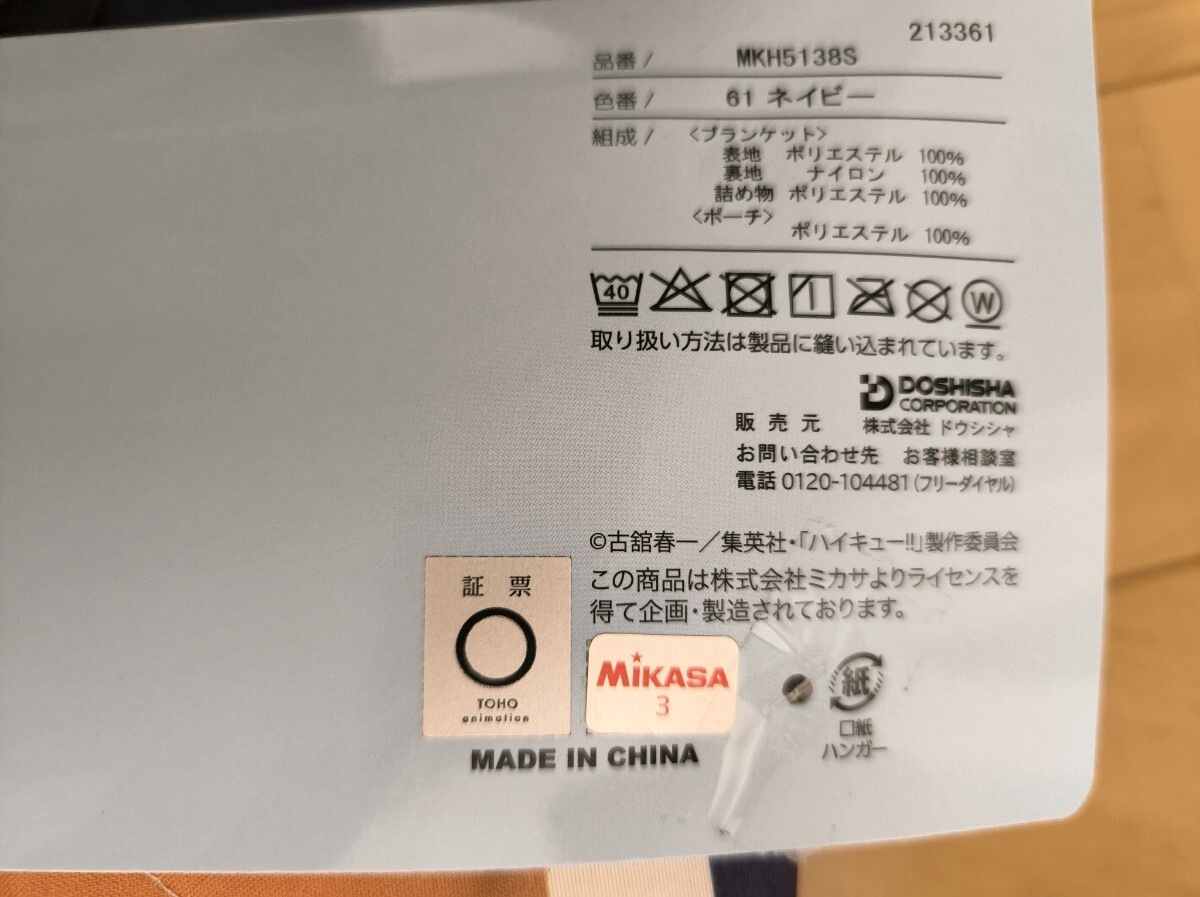 213361
品番 / MKH5138S
色番 / 61 ネイビー
組成 / 〈ブランケット〉
表地 ポリエステル 100%
裏地 ナイロン 100%
詰め物 ポリエステル 100%
〈ポーチ〉
ポリエステル 100%
40
W
取り扱い方法は製品に縫い込まれています。
DOSHISHA
CORPORATION
販売元 株式会社 ドウシシャ
お問い合わせ先 お客様相談室
電話 0120-104481(フリーダイヤル)
©古舘春一／集英社・「ハイキュー!!」製作委員会
この商品は株式会社ミカサよりライセンスを
得て企画・製造されております。
証 票
TOHO
animation
MIKASA
3
紙
口紙
ハンガー
MADE IN CHINA